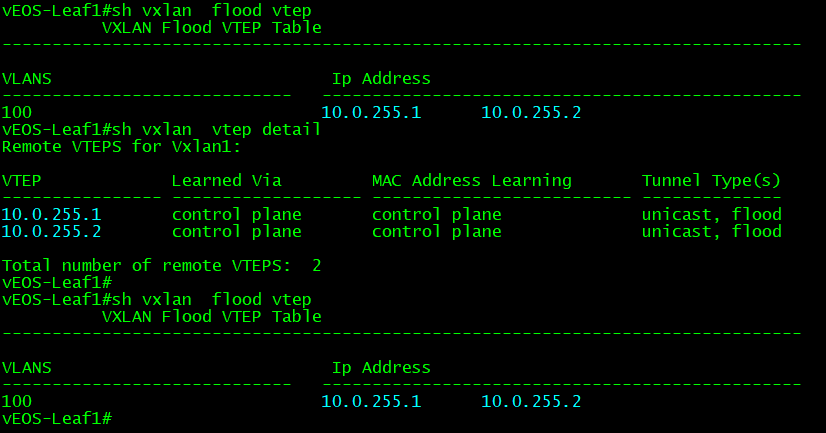 vEOS-Leaf1#sh vxlan  flood vtep
          VXLAN Flood VTEP Table
--------------------------------------------------------------------------------

VLANS                            Ip Address
-----------------------------   ------------------------------------------------
100                             10.0.255.1      10.0.255.2
vEOS-Leaf1#sh vxlan  vtep detail
Remote VTEPS for Vxlan1:

VTEP             Learned Via         MAC Address Learning       Tunnel Type(s)
---------------- ------------------- -------------------------- --------------
10.0.255.1       control plane       control plane              unicast, flood
10.0.255.2       control plane       control plane              unicast, flood

Total number of remote VTEPS:  2
vEOS-Leaf1#
vEOS-Leaf1#sh vxlan  flood vtep
          VXLAN Flood VTEP Table
--------------------------------------------------------------------------------

VLANS                            Ip Address
-----------------------------   ------------------------------------------------
100                             10.0.255.1      10.0.255.2
vEOS-Leaf1#